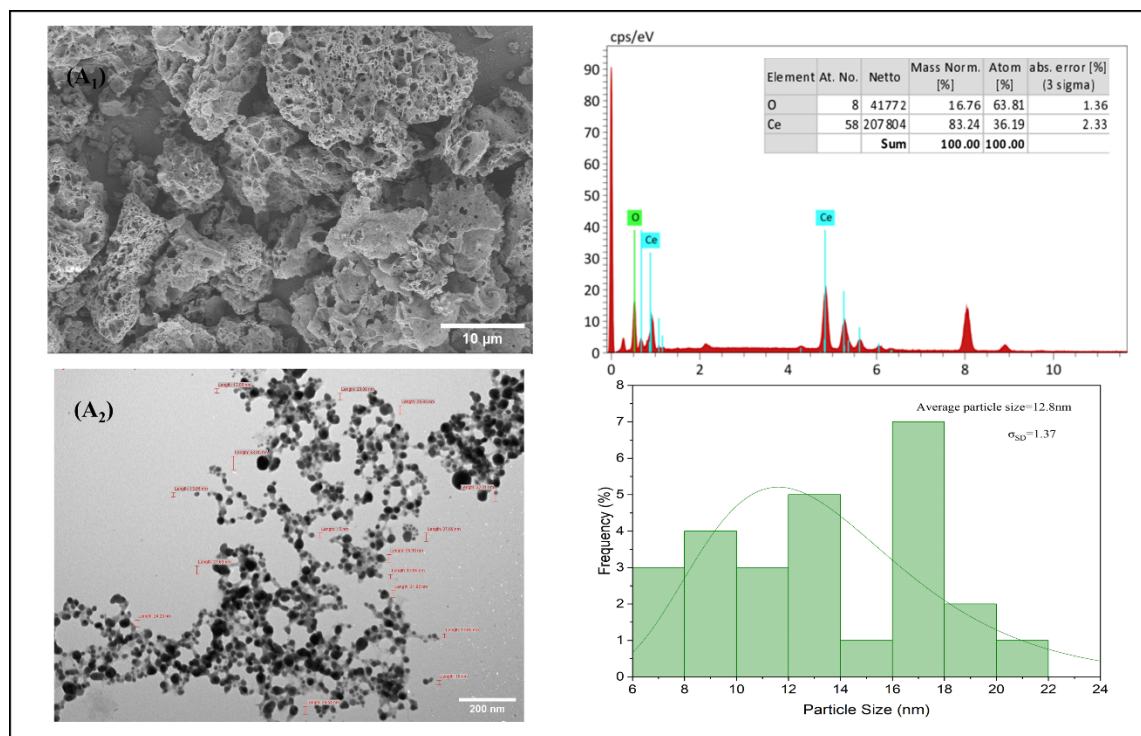 (A1)
10 µm
cps/eV
Element At. No. Netto Mass Norm. [%] Atom [%] abs. error [%] (3 sigma)
O 8 41772 16.76 63.81 1.36
Ce 58 207804 83.24 36.19 2.33
Sum 100.00 100.00
90
80
70
60
50
40
30
20
10
0
O
Ce
Ce
0 2 4 6 8 10
(A2)
200 nm
Average particle size=12.8nm
σSD=1.37
Frequency (%)
8
7
6
5
4
3
2
1
0
6 8 10 12 14 16 18 20 22 24
Particle Size (nm)